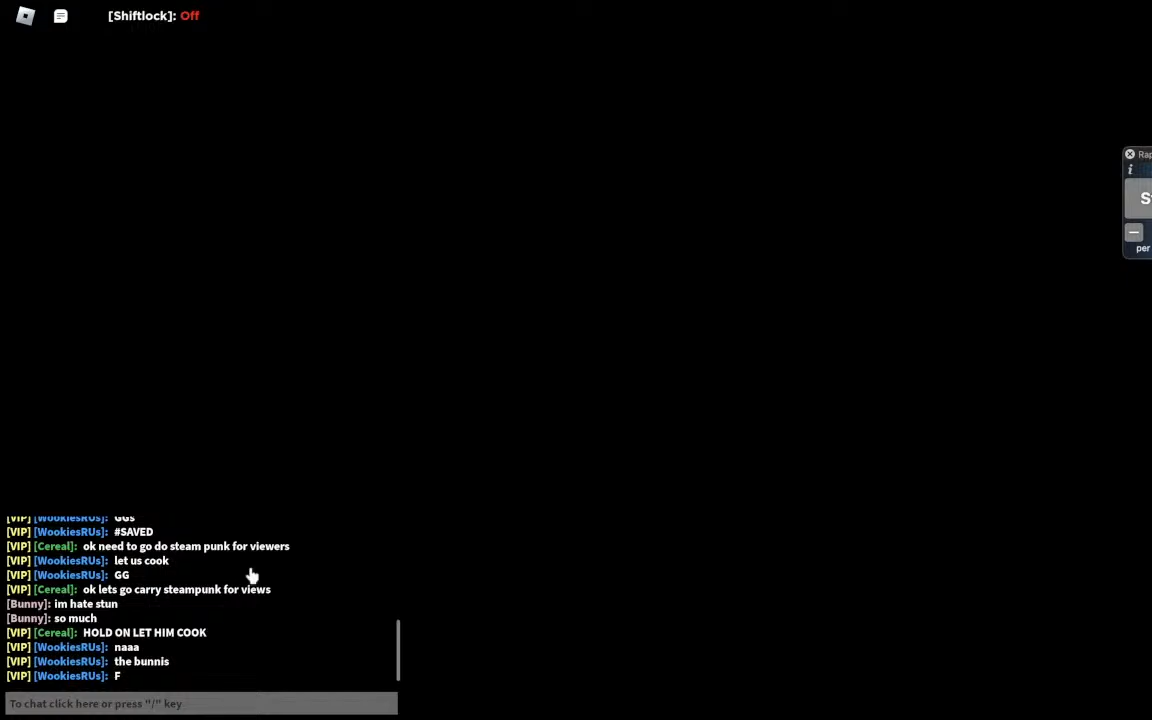 [Shiftlock]: Off
Rap
i
S
per
[VIP] [WookiesRUs]: GGs
[VIP] [WookiesRUs]: #SAVED
[VIP] [Cereal]: ok need to go do steam punk for viewers
[VIP] [WookiesRUs]: let us cook
[VIP] [WookiesRUs]: GG
[VIP] [Cereal]: ok lets go carry steampunk for views
[Bunny]: im hate stun
[Bunny]: so much
[VIP] [Cereal]: HOLD ON LET HIM COOK
[VIP] [WookiesRUs]: naaa
[VIP] [WookiesRUs]: the bunnis
[VIP] [WookiesRUs]: F
To chat click here or press "/" key